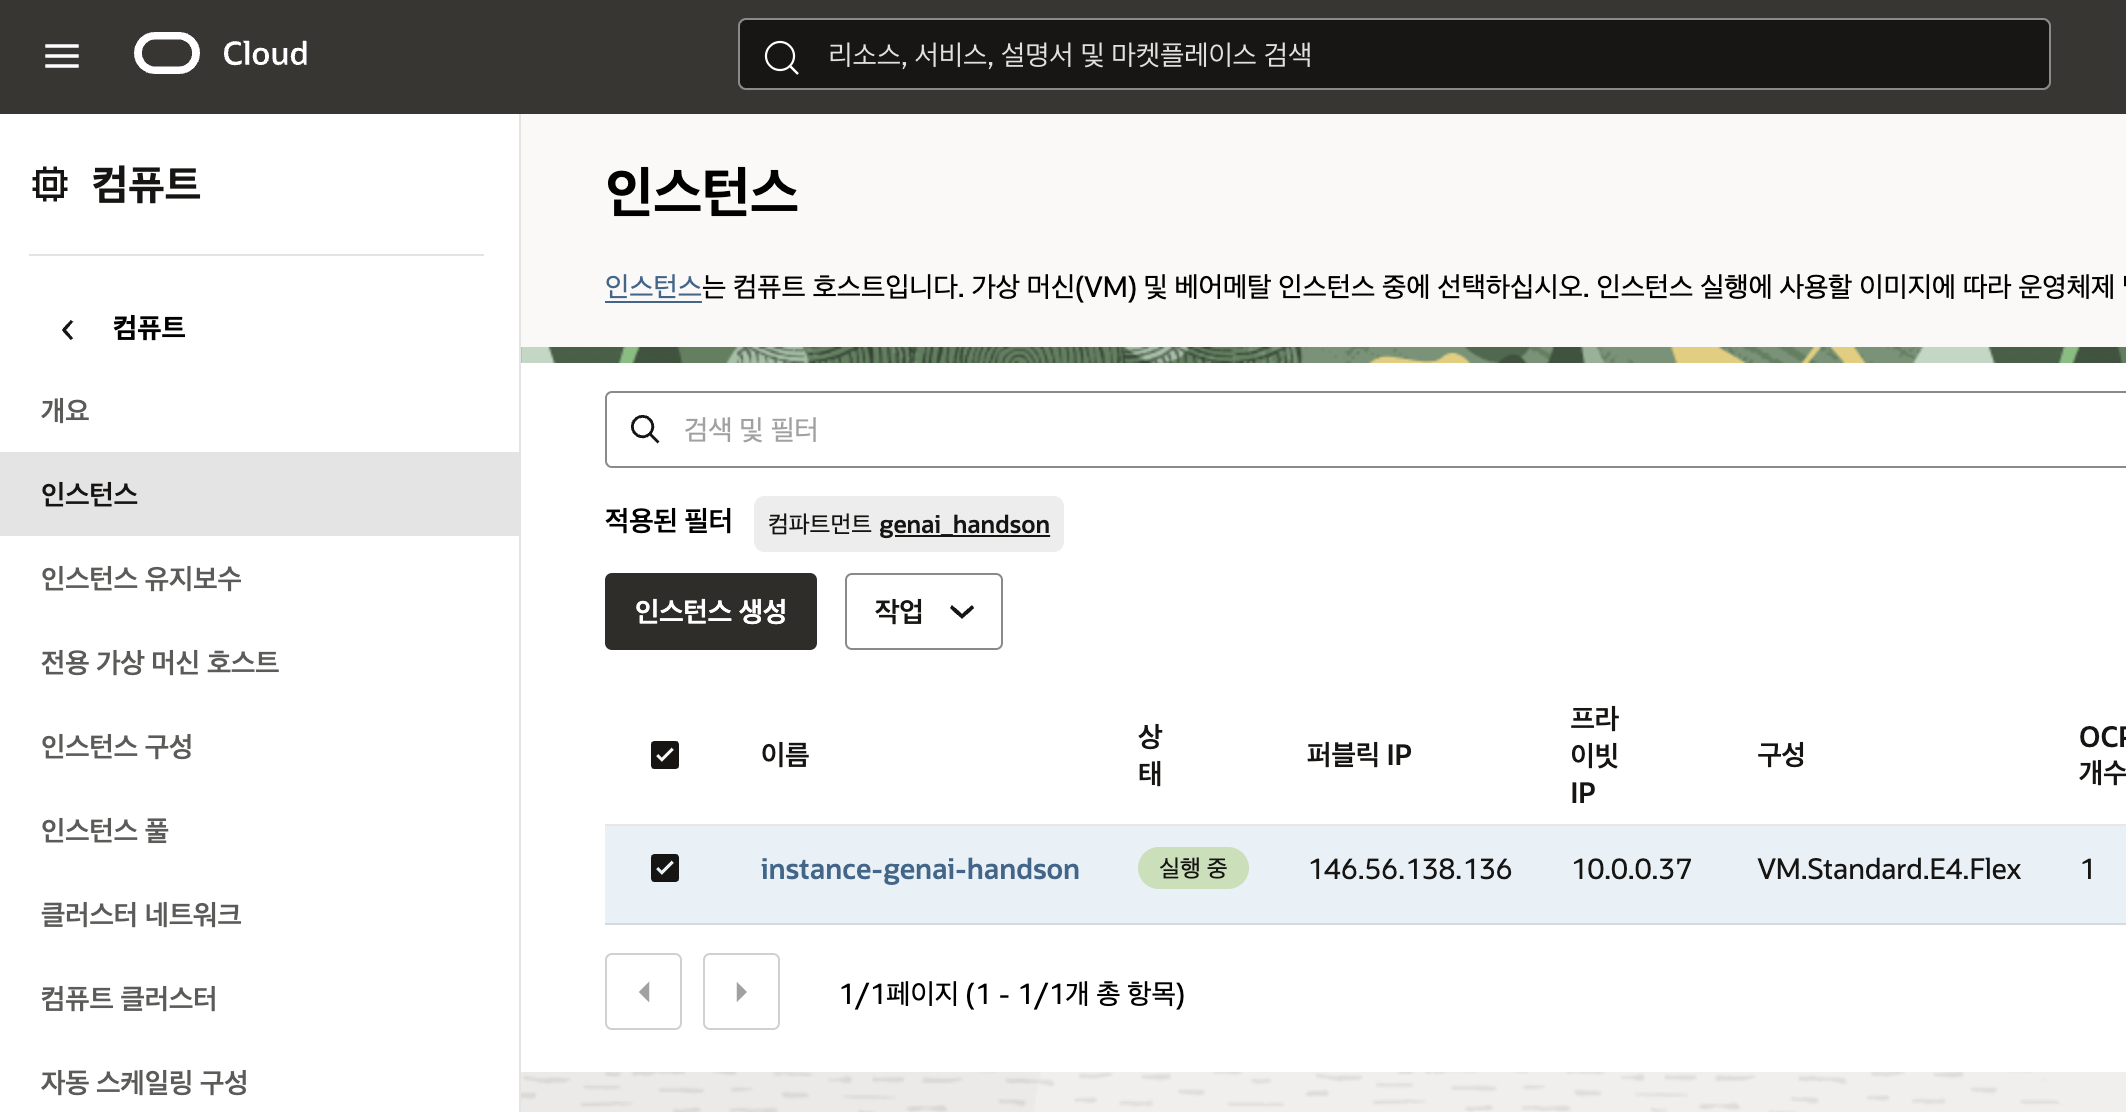 Cloud
리소스, 서비스, 설명서 및 마켓플레이스 검색
컴퓨트
컴퓨트
개요
인스턴스
인스턴스 유지보수
전용 가상 머신 호스트
인스턴스 구성
인스턴스 풀
클러스터 네트워크
컴퓨트 클러스터
자동 스케일링 구성
인스턴스
인스턴스는 컴퓨트 호스트입니다. 가상 머신(VM) 및 베어메탈 인스턴스 중에 선택하십시오. 인스턴스 실행에 사용할 이미지에 따라 운영체제
검색 및 필터
적용된 필터 컴파트먼트 genai_handson
인스턴스 생성 작업
이름 상태 퍼블릭 IP 프라이빗 IP 구성 개수
instance-genai-handson 실행 중 146.56.138.136 10.0.0.37 VM.Standard.E4.Flex 1
1/1페이지 (1 - 1/1개 총 항목)